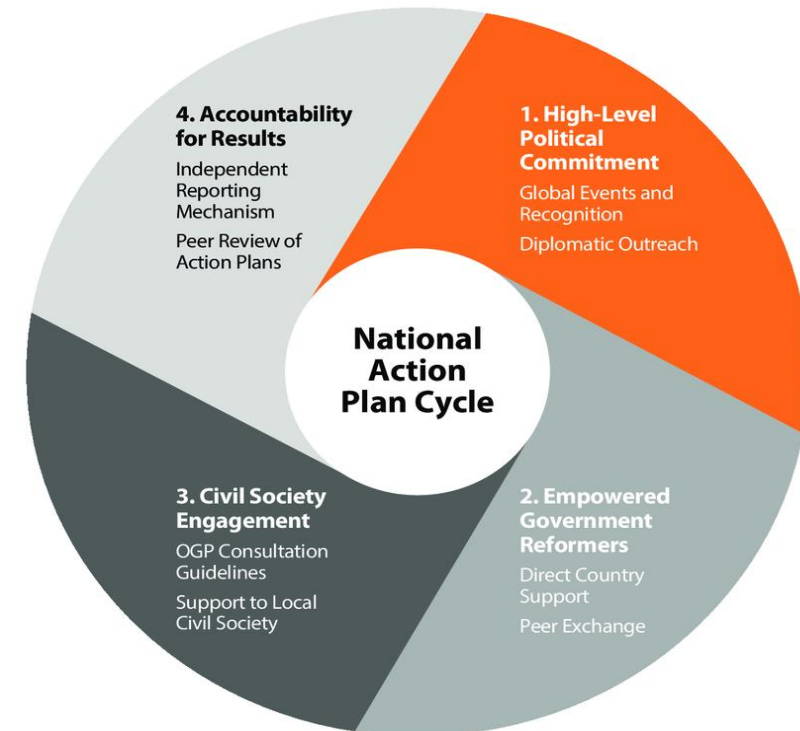 National
Action
Plan Cycle
1. High-Level
Political
Commitment
Global Events and
Recognition
Diplomatic Outreach
2. Empowered
Government
Reformers
Direct Country
Support
Peer Exchange
3. Civil Society
Engagement
OGP Consultation
Guidelines
Support to Local
Civil Society
4. Accountability
for Results
Independent
Reporting
Mechanism
Peer Review of
Action Plans